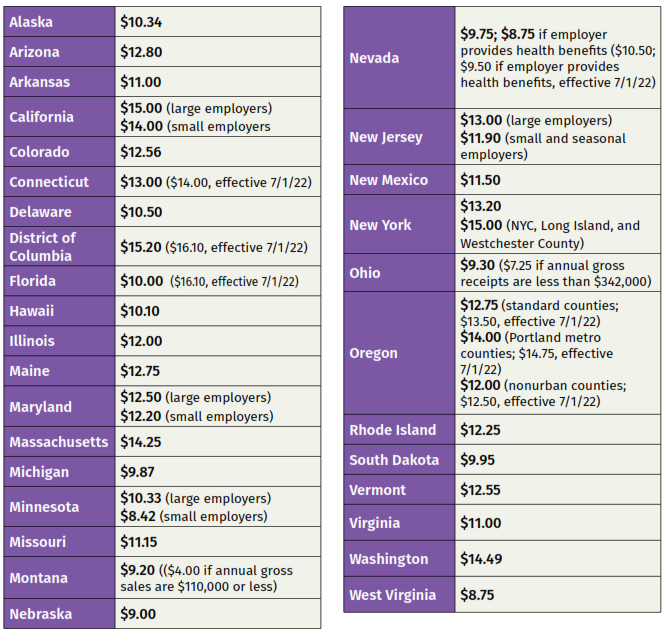 Alaska $10.34
Arizona $12.80
Arkansas $11.00
California $15.00 (large employers)
$14.00 (small employers
Colorado $12.56
Connecticut $13.00 ($14.00, effective 7/1/22)
Delaware $10.50
District of
Columbia $15.20 ($16.10, effective 7/1/22)
Florida $10.00 ($16.10, effective 7/1/22)
Hawaii $10.10
Illinois $12.00
Maine $12.75
Maryland $12.50 (large employers)
$12.20 (small employers)
Massachusetts $14.25
Michigan $9.87
Minnesota $10.33 (large employers)
$8.42 (small employers)
Missouri $11.15
Montana $9.20 (($4.00 if annual gross
sales are $110,000 or less)
Nebraska $9.00
Nevada $9.75; $8.75 if employer
provides health benefits ($10.50;
$9.50 if employer provides
health benefits, effective 7/1/22)
New Jersey $13.00 (large employers)
$11.90 (small and seasonal
employers)
New Mexico $11.50
New York $13.20
$15.00 (NYC, Long Island, and
Westchester County)
Ohio $9.30 ($7.25 if annual gross
receipts are less than $342,000)
Oregon $12.75 (standard counties;
$13.50, effective 7/1/22)
$14.00 (Portland metro
counties; $14.75, effective
7/1/22)
$12.00 (nonurban counties;
$12.50, effective 7/1/22)
Rhode Island $12.25
South Dakota $9.95
Vermont $12.55
Virginia $11.00
Washington $14.49
West Virginia $8.75